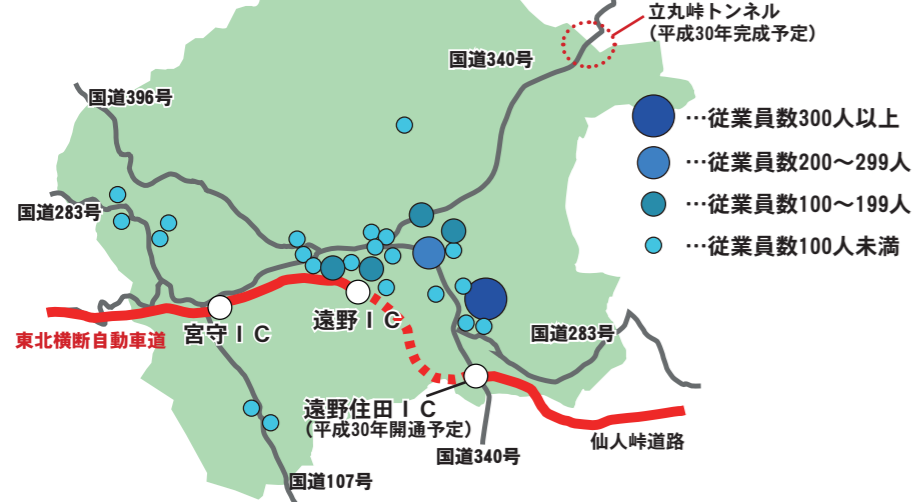 立丸峠トンネル
(平成30年完成予定)
国道340号
国道396号
…従業員数300人以上
…従業員数200〜299人
国道283号
…従業員数100〜199人
…従業員数100人未満
東北横断自動車道
宮守IC
遠野IC
国道283号
遠野住田IC
(平成30年開通予定)
仙人峠道路
国道340号
国道107号